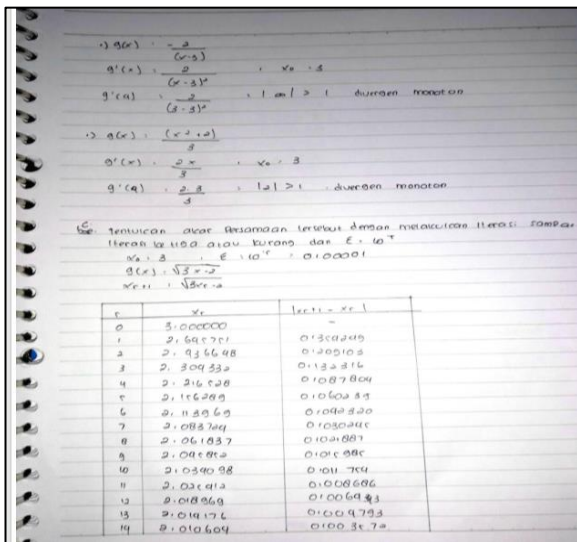 •) g(x) = -2 / (x-3)
g'(x) = 2 / (x-3)² , x₀ = 3
g'(a) = 2 / (3-3)² = |∞| > 1 divergen monoton
•) g(x) = (x²+2) / 3
g'(x) = 2x / 3 , x₀ = 3
g'(a) = 2.3 / 3 = |2| > 1 divergen monoton
c. Tentukan akar Persamaan tersebut dengan melakukan Iterasi sampai
Iterasi ke tiga atau kurang dari ε = 10⁻⁵
x₀ = 3 , ε = 10⁻⁵ = 0,00001
g(x) = √3x-2
xr+1 = √3xr-2
r xr |xr+1 - xr|
0 3.000000 -
1 2.645751 0.354249
2 2.436648 0.209103
3 2.304332 0.132316
4 2.216528 0.087804
5 2.156289 0.060239
6 2.113969 0.042320
7 2.083724 0.030245
8 2.061837 0.021887
9 2.045852 0.015985
10 2.034098 0.011754
11 2.025412 0.008686
12 2.018969 0.006443
13 2.014176 0.004793
14 2.010604 0.003572